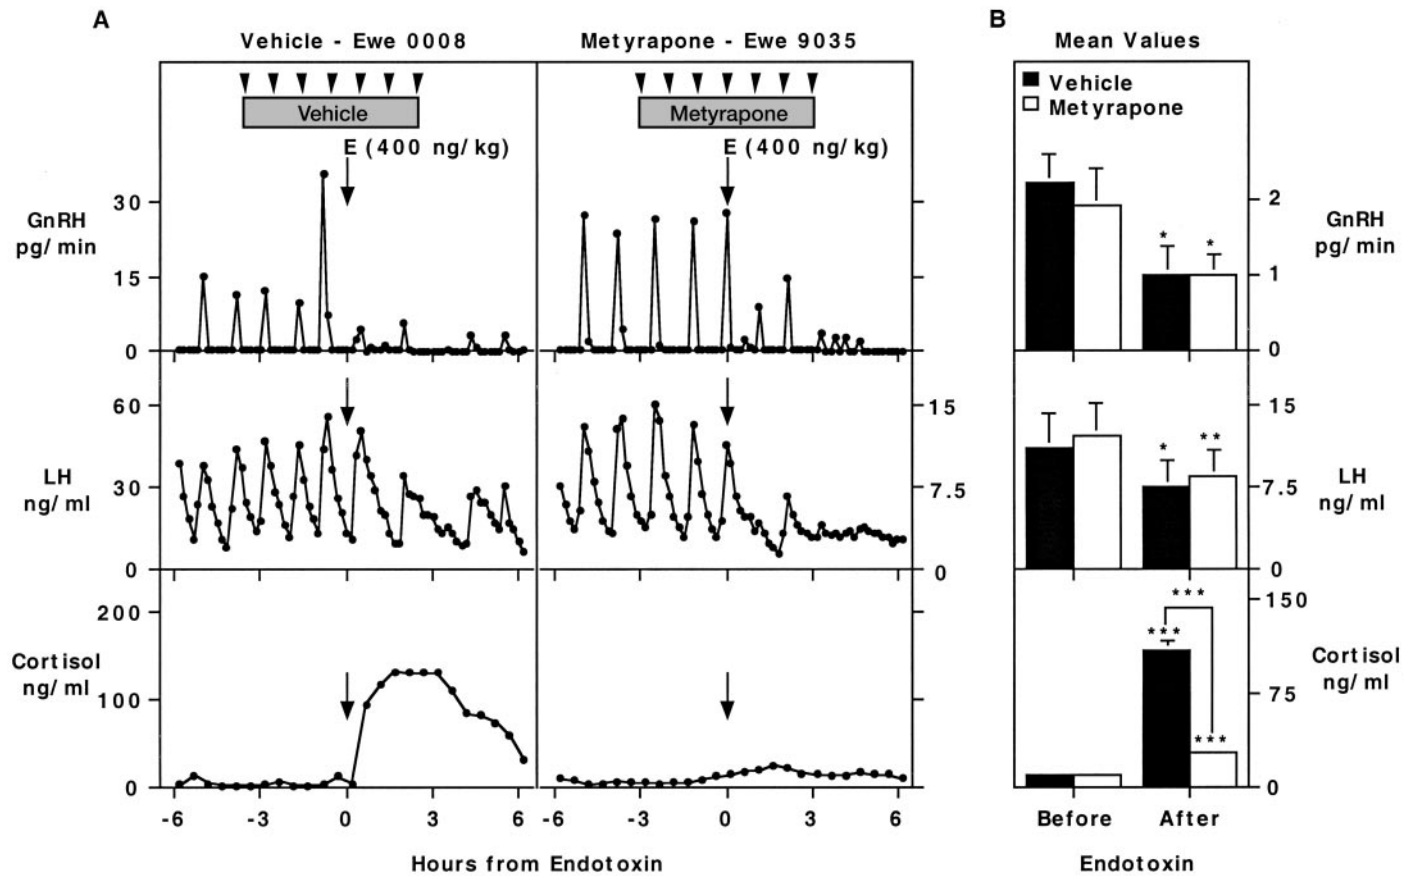 A
B
Vehicle - Ewe 0008
Metyrapone - Ewe 9035
Mean Values
Vehicle
Metyrapone
Vehicle
Metyrapone
E (400 ng/kg)
E (400 ng/kg)
GnRH
pg/min
30
15
0
* *
2
1
0
GnRH
pg/min
LH
ng/ml
60
30
0
15
7.5
0
* **
15
7.5
0
LH
ng/ml
Cortisol
ng/ml
200
100
0
***
***
***
150
75
0
Cortisol
ng/ml
-6 -3 0 3 6
-6 -3 0 3 6
Before After
Hours from Endotoxin
Endotoxin